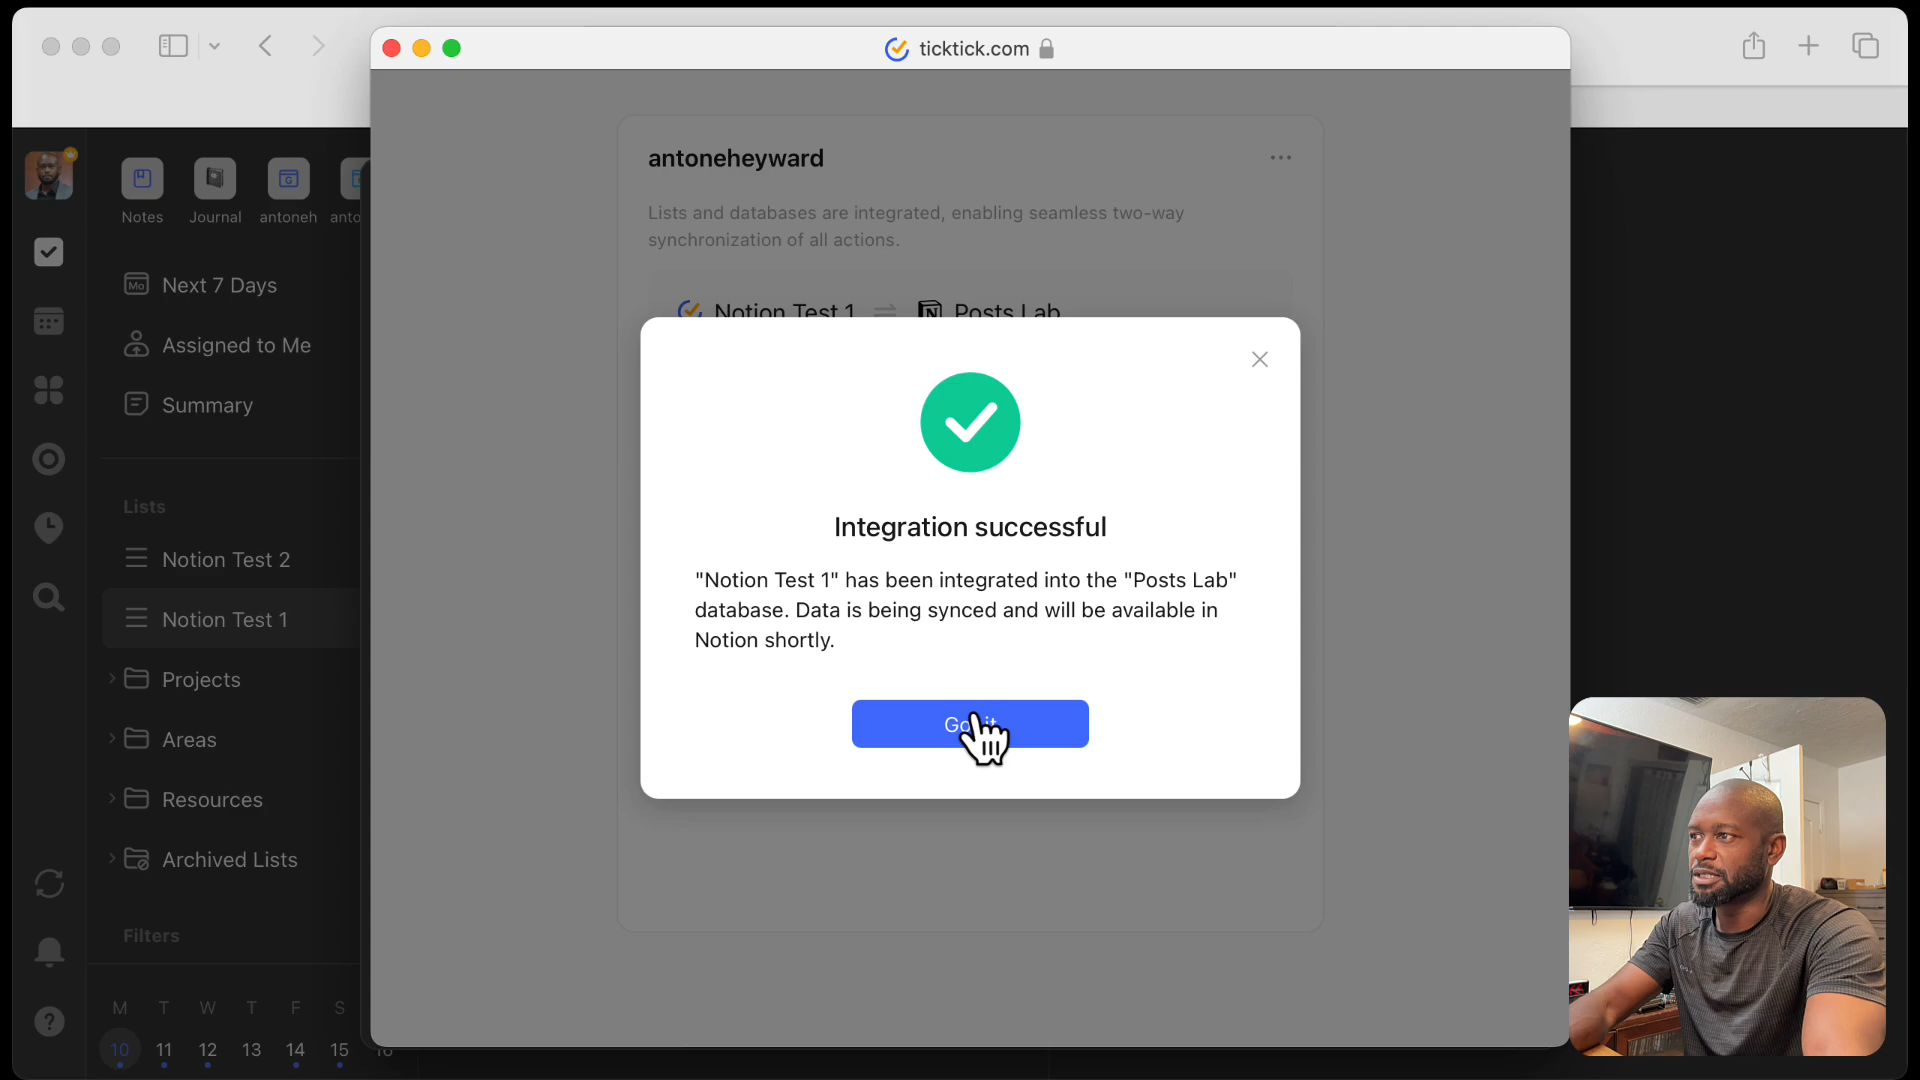 ticktick.com
Notes
Journal
antoneh
Next 7 Days
Assigned to Me
Summary
Lists
Notion Test 2
Notion Test 1
Projects
Areas
Resources
Archived Lists
Filters
M T W T F S
10 11 12 13 14 15
antoneheyward
Lists and databases are integrated, enabling seamless two-way
synchronization of all actions.
Notion Test 1
Posts Lab
Integration successful
"Notion Test 1" has been integrated into the "Posts Lab"
database. Data is being synced and will be available in
Notion shortly.
Got it